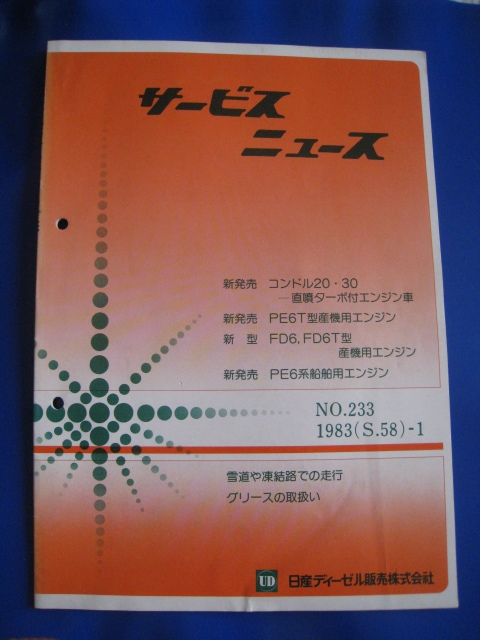 サービス
ニュース
新発売 コンドル20・30
―直噴ターボ付エンジン車
新発売 PE6T型産機用エンジン
新 型 FD6, FD6T型
産機用エンジン
新発売 PE6系船舶用エンジン
NO.233
1983(S.58)-1
雪道や凍結路での走行
グリースの取扱い
UD 日産ディーゼル販売株式会社